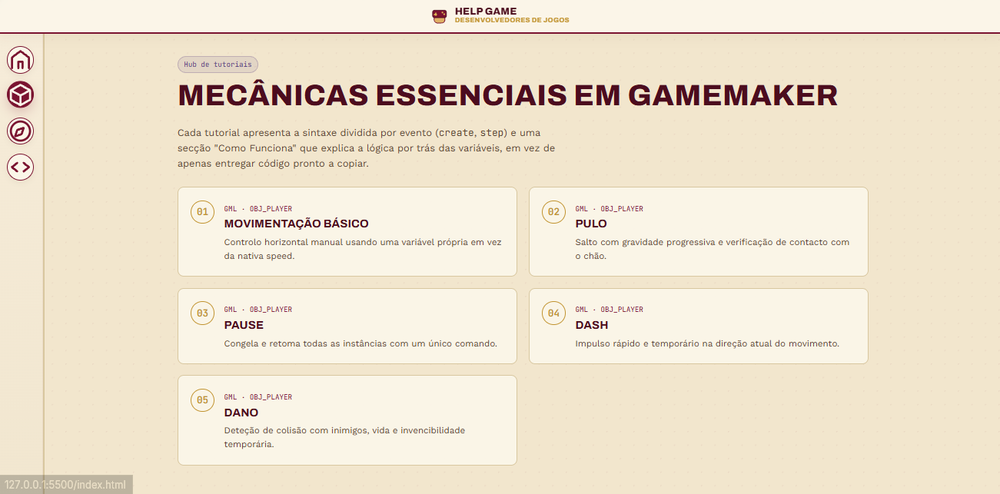 HELP GAME
DESENVOLVEDORES DE JOGOS
Hub de tutoriais
MECÂNICAS ESSENCIAIS EM GAMEMAKER
Cada tutorial apresenta a sintaxe dividida por evento (create, step) e uma
secção "Como Funciona" que explica a lógica por trás das variáveis, em vez de
apenas entregar código pronto a copiar.
01
GML · OBJ_PLAYER
MOVIMENTAÇÃO BÁSICO
Controlo horizontal manual usando uma variável própria em vez
da nativa speed.
02
GML · OBJ_PLAYER
PULO
Salto com gravidade progressiva e verificação de contacto com
o chão.
03
GML · OBJ_PLAYER
PAUSE
Congela e retoma todas as instâncias com um único comando.
04
GML · OBJ_PLAYER
DASH
Impulso rápido e temporário na direção atual do movimento.
05
GML · OBJ_PLAYER
DANO
Deteção de colisão com inimigos, vida e invencibilidade
temporária.
127.0.0.1:5500/index.html